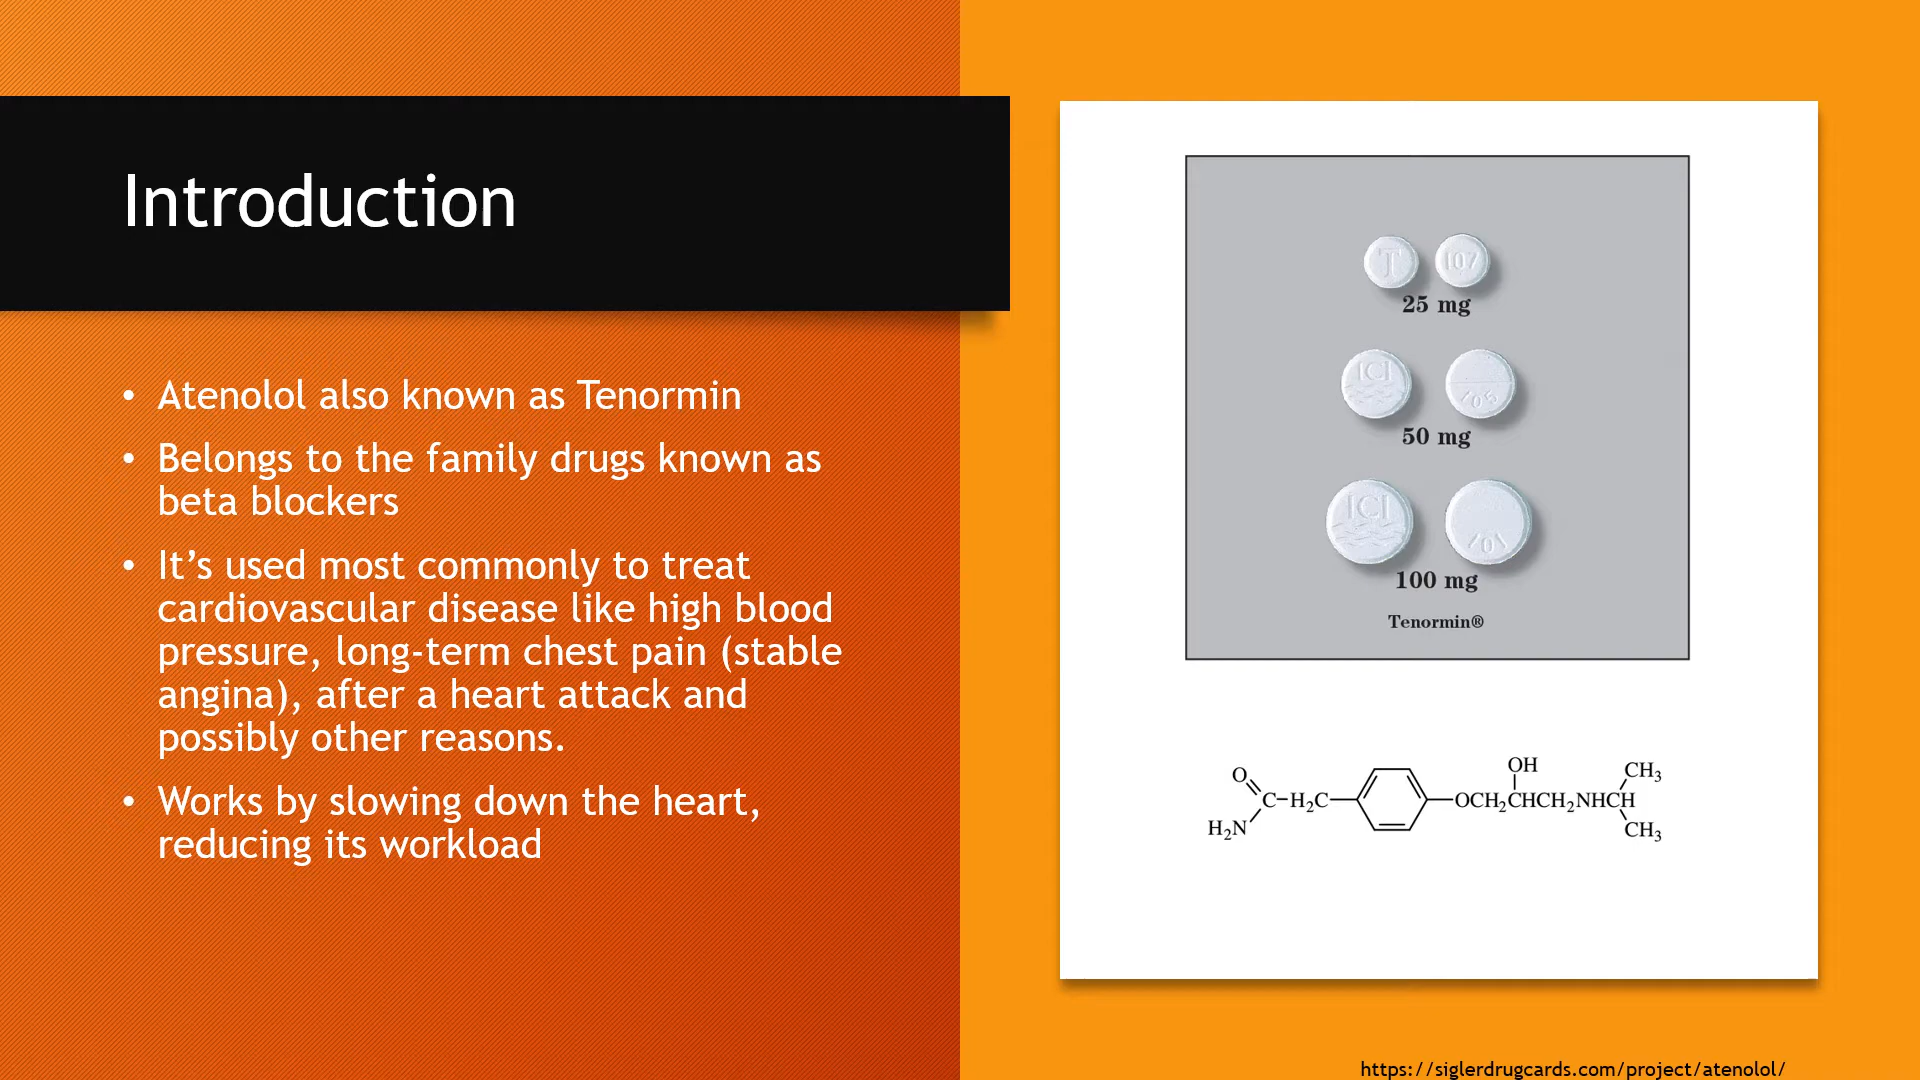 Introduction
• Atenolol also known as Tenormin
• Belongs to the family drugs known as
beta blockers
• It’s used most commonly to treat
cardiovascular disease like high blood
pressure, long-term chest pain (stable
angina), after a heart attack and
possibly other reasons.
• Works by slowing down the heart,
reducing its workload
T 107
25 mg
ICI 105
50 mg
ICI 101
100 mg
Tenormin®
OH
O CH₃
C–H₂C OCH₂CHCH₂NHCH
H₂N CH₃
https://siglerdrugcards.com/project/atenolol/